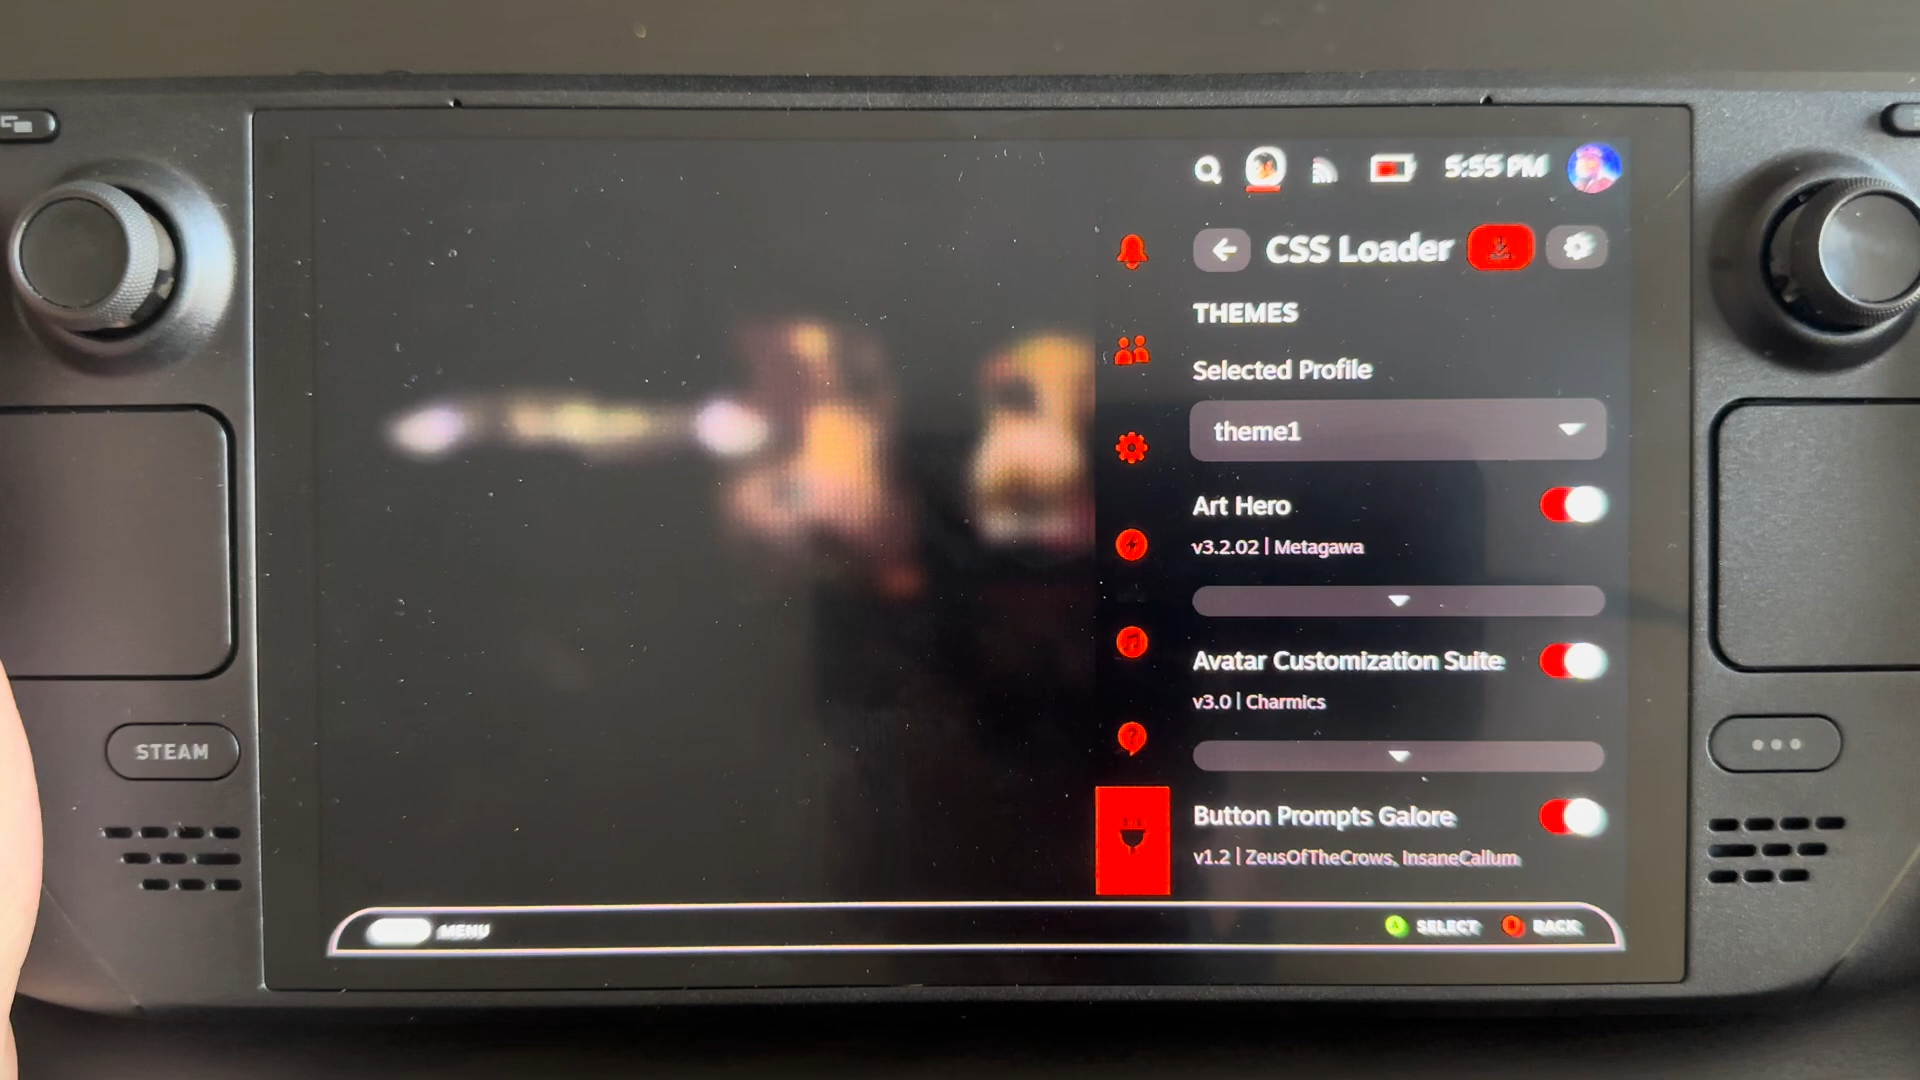 5:55 PM
CSS Loader
THEMES
Selected Profile
theme1
Art Hero
v3.2.02 | Metagawa
Avatar Customization Suite
v3.0 | Charmics
STEAM
Button Prompts Galore
v1.2 | ZeusOfTheCrows, InsaneCallum
MENU
A SELECT B BACK